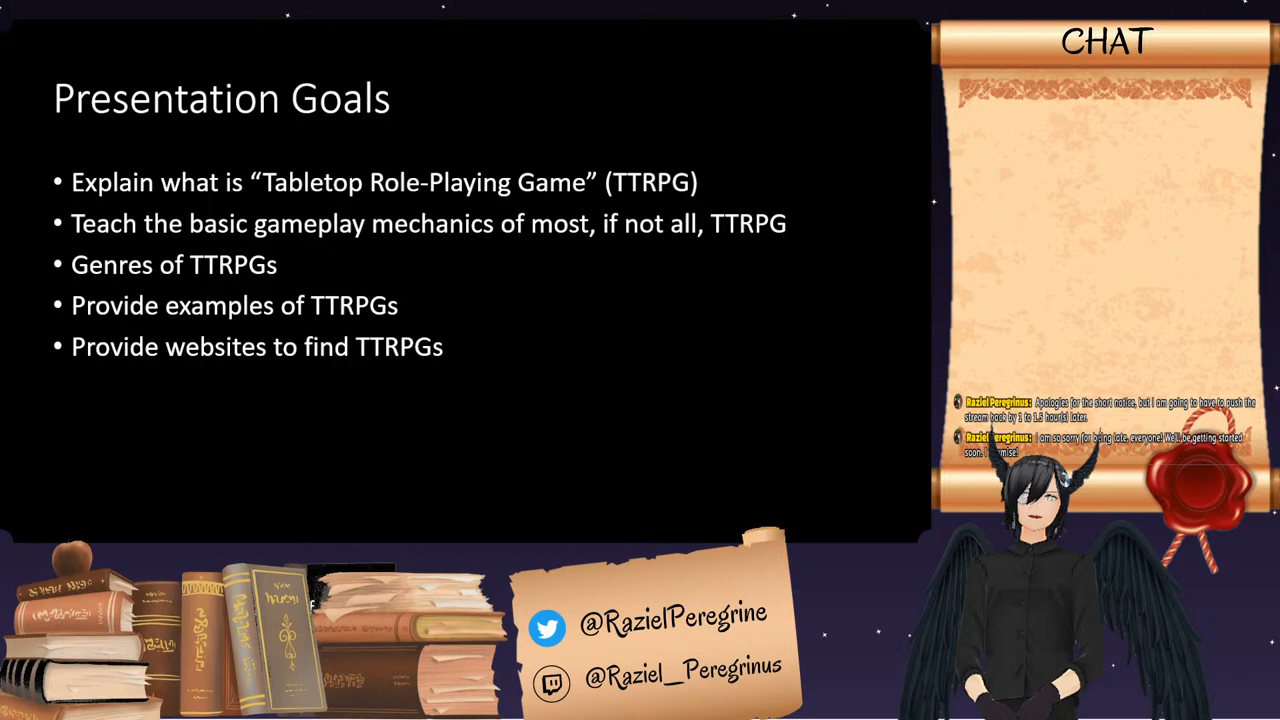 Presentation Goals
• Explain what is “Tabletop Role-Playing Game” (TTRPG)
• Teach the basic gameplay mechanics of most, if not all, TTRPG
• Genres of TTRPGs
• Provide examples of TTRPGs
• Provide websites to find TTRPGs
CHAT
RazielPeregrinus: Apologies for the short notice, but I am going to have to push the
stream back by 1 to 1.5 hour(s) later.
RazielPeregrinus: I am so sorry for being late, everyone! We'll be getting started
soon. I promise!
@RazielPeregrine
@Raziel_Peregrinus